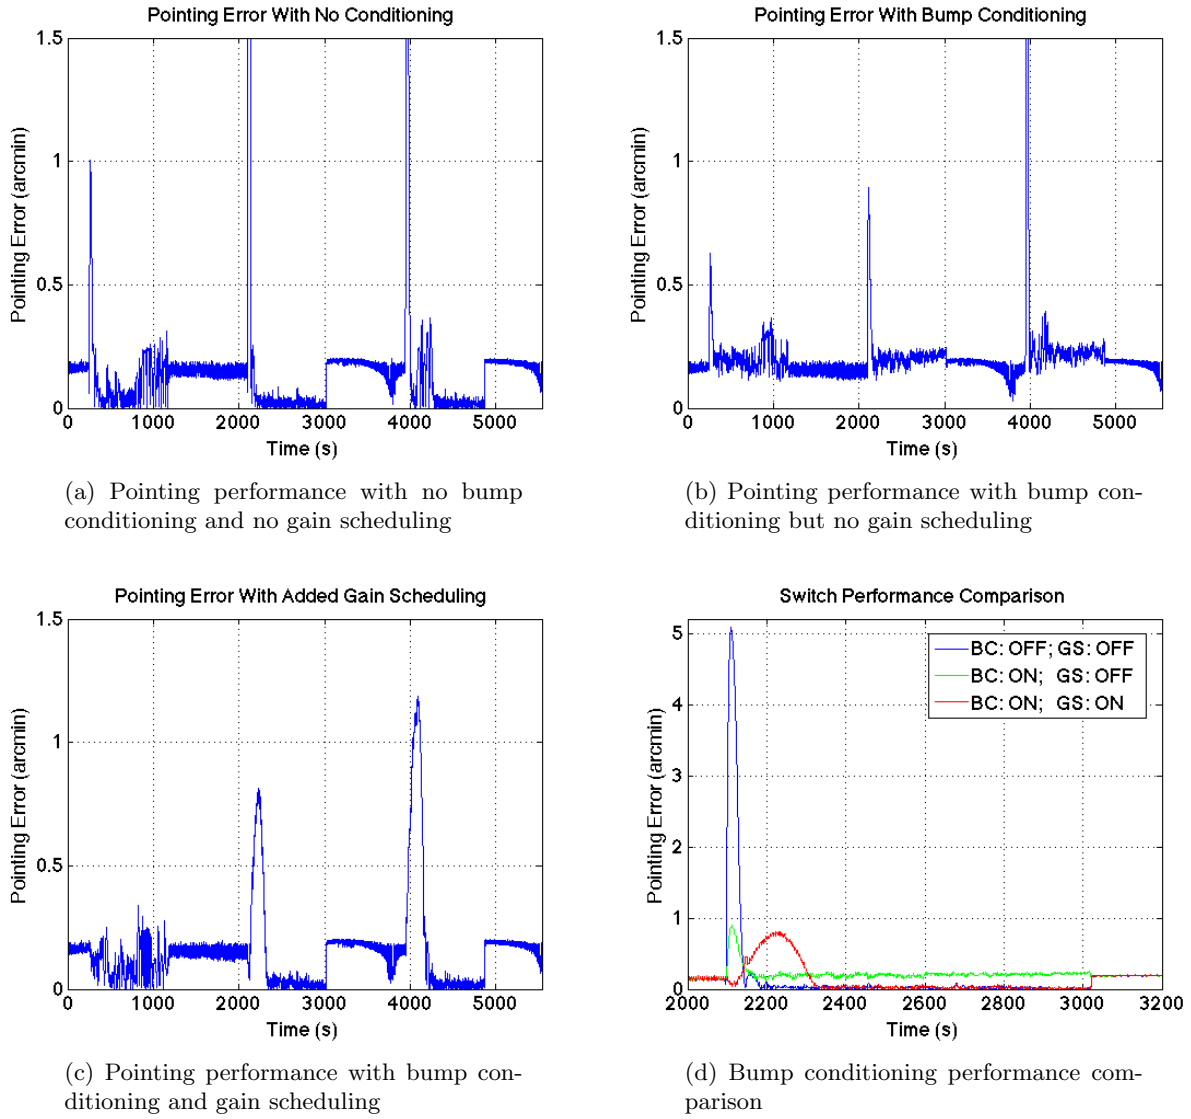 Pointing Error With No Conditioning
Pointing Error (arcmin)
1.5
1
0.5
0
0 1000 2000 3000 4000 5000
Time (s)
(a) Pointing performance with no bump
conditioning and no gain scheduling
Pointing Error With Bump Conditioning
Pointing Error (arcmin)
1.5
1
0.5
0
0 1000 2000 3000 4000 5000
Time (s)
(b) Pointing performance with bump con-
ditioning but no gain scheduling
Pointing Error With Added Gain Scheduling
Pointing Error (arcmin)
1.5
1
0.5
0
0 1000 2000 3000 4000 5000
Time (s)
(c) Pointing performance with bump con-
ditioning and gain scheduling
Switch Performance Comparison
Pointing Error (arcmin)
5
4
3
2
1
0
BC: OFF; GS: OFF
BC: ON; GS: OFF
BC: ON; GS: ON
2000 2200 2400 2600 2800 3000 3200
Time (s)
(d) Bump conditioning performance com-
parison